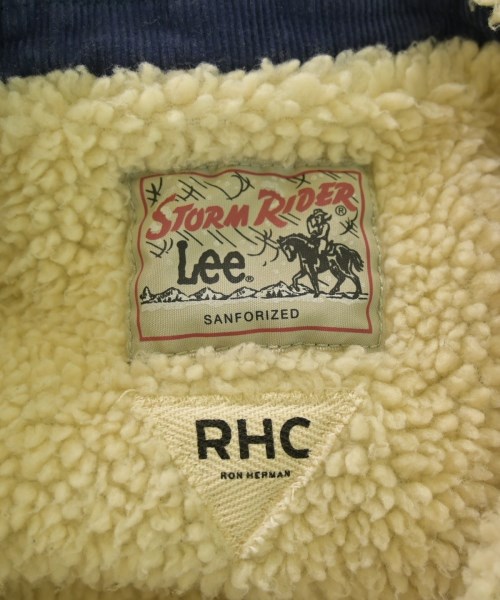 STORM RIDER®
Lee®
SANFORIZED
RHC
RON HERMAN